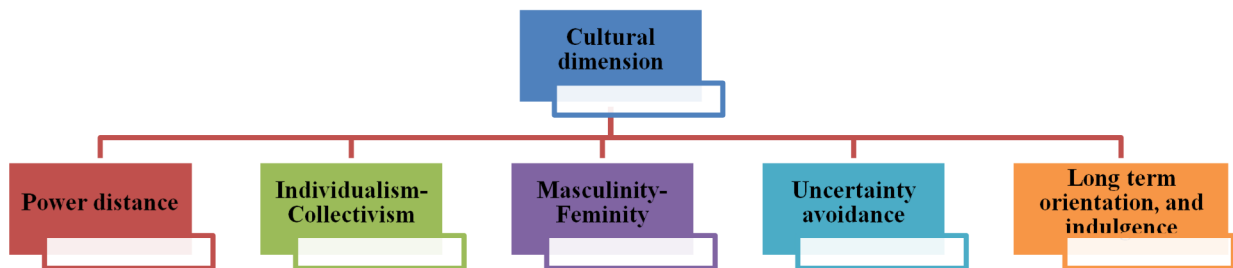 Cultural
dimension
Power distance
Individualism-
Collectivism
Masculinity-
Feminity
Uncertainty
avoidance
Long term
orientation, and
indulgence